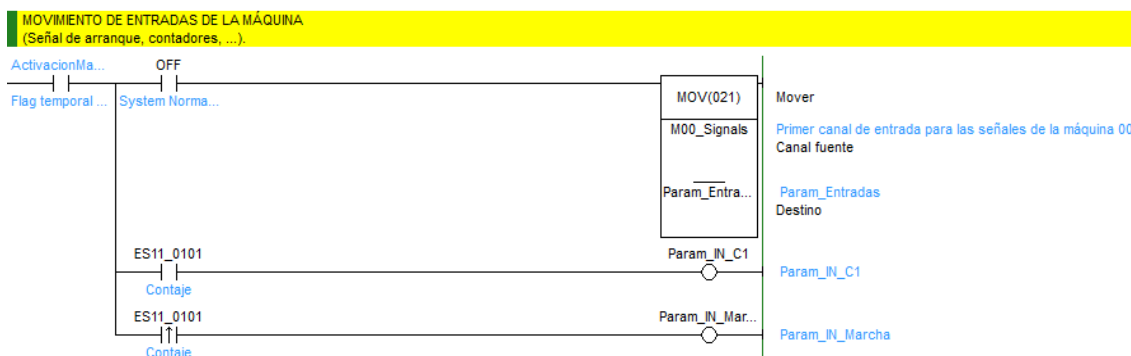 MOVIMIENTO DE ENTRADAS DE LA MÁQUINA
(Señal de arranque, contadores, ...).
ActivacionMa...
OFF
Flag temporal ...
System Norma...
MOV(021)
Mover
M00_Signals
Primer canal de entrada para las señales de la máquina 00
Canal fuente
Param_Entra...
Param_Entradas
Destino
ES11_0101
Param_IN_C1
Param_IN_C1
Contaje
ES11_0101
Param_IN_Mar...
Param_IN_Marcha
Contaje